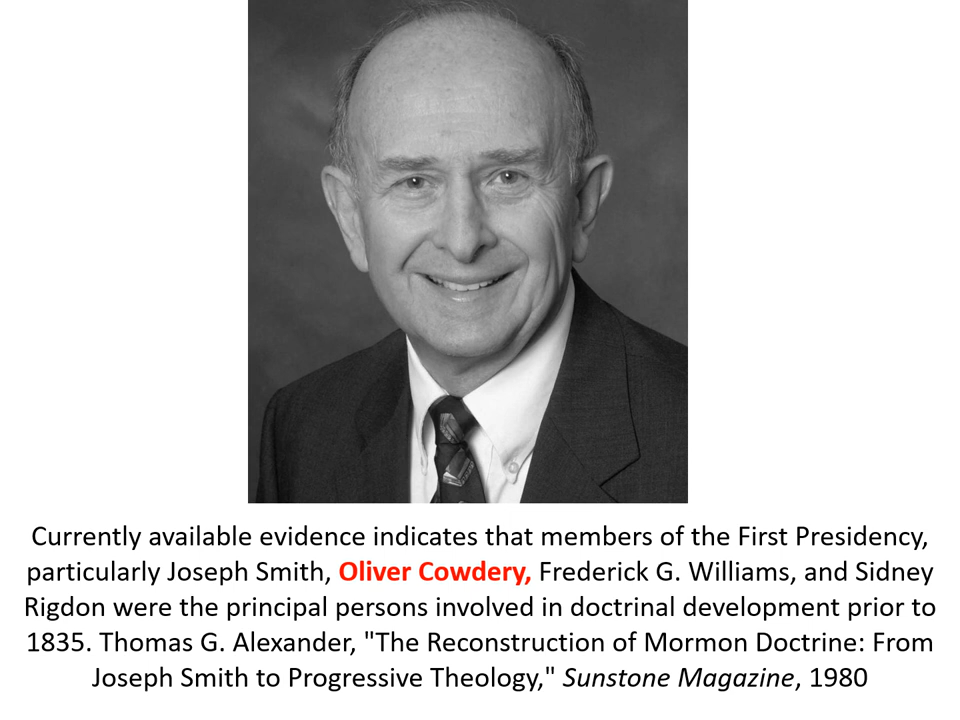 Currently available evidence indicates that members of the First Presidency,
particularly Joseph Smith, Oliver Cowdery, Frederick G. Williams, and Sidney
Rigdon were the principal persons involved in doctrinal development prior to
1835. Thomas G. Alexander, "The Reconstruction of Mormon Doctrine: From
Joseph Smith to Progressive Theology," Sunstone Magazine, 1980